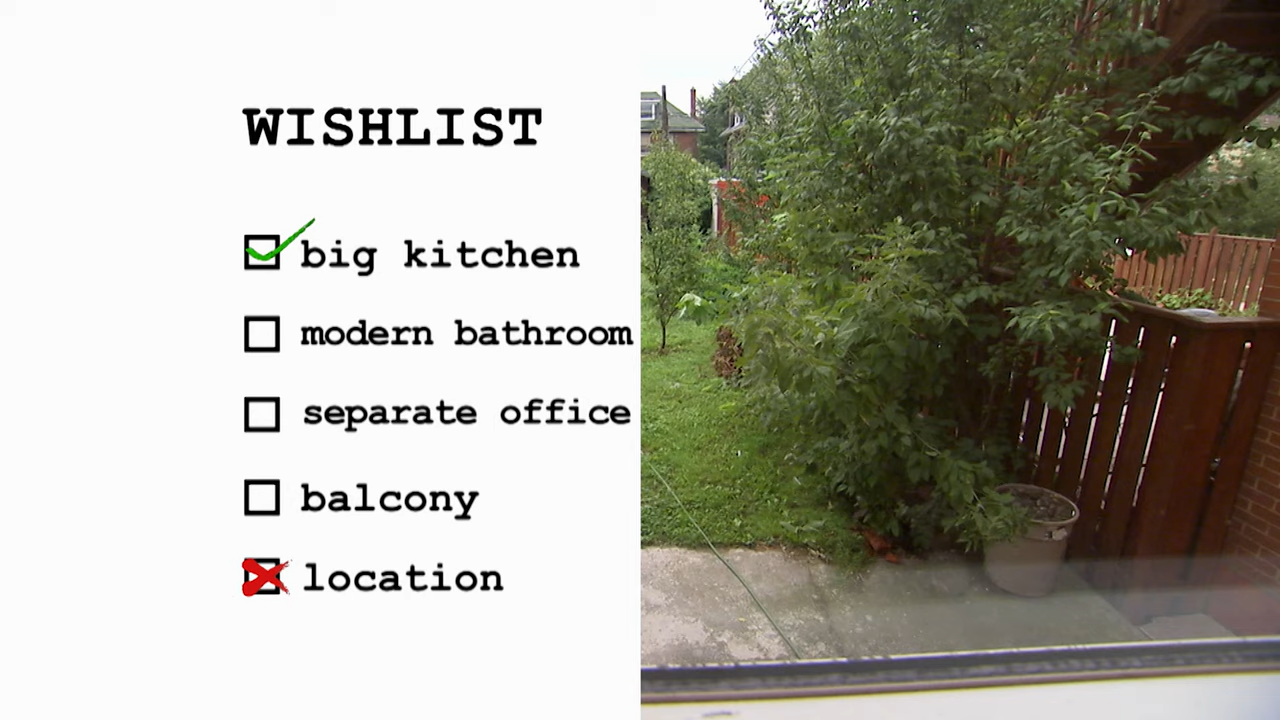 WISHLIST
big kitchen
modern bathroom
separate office
balcony
location